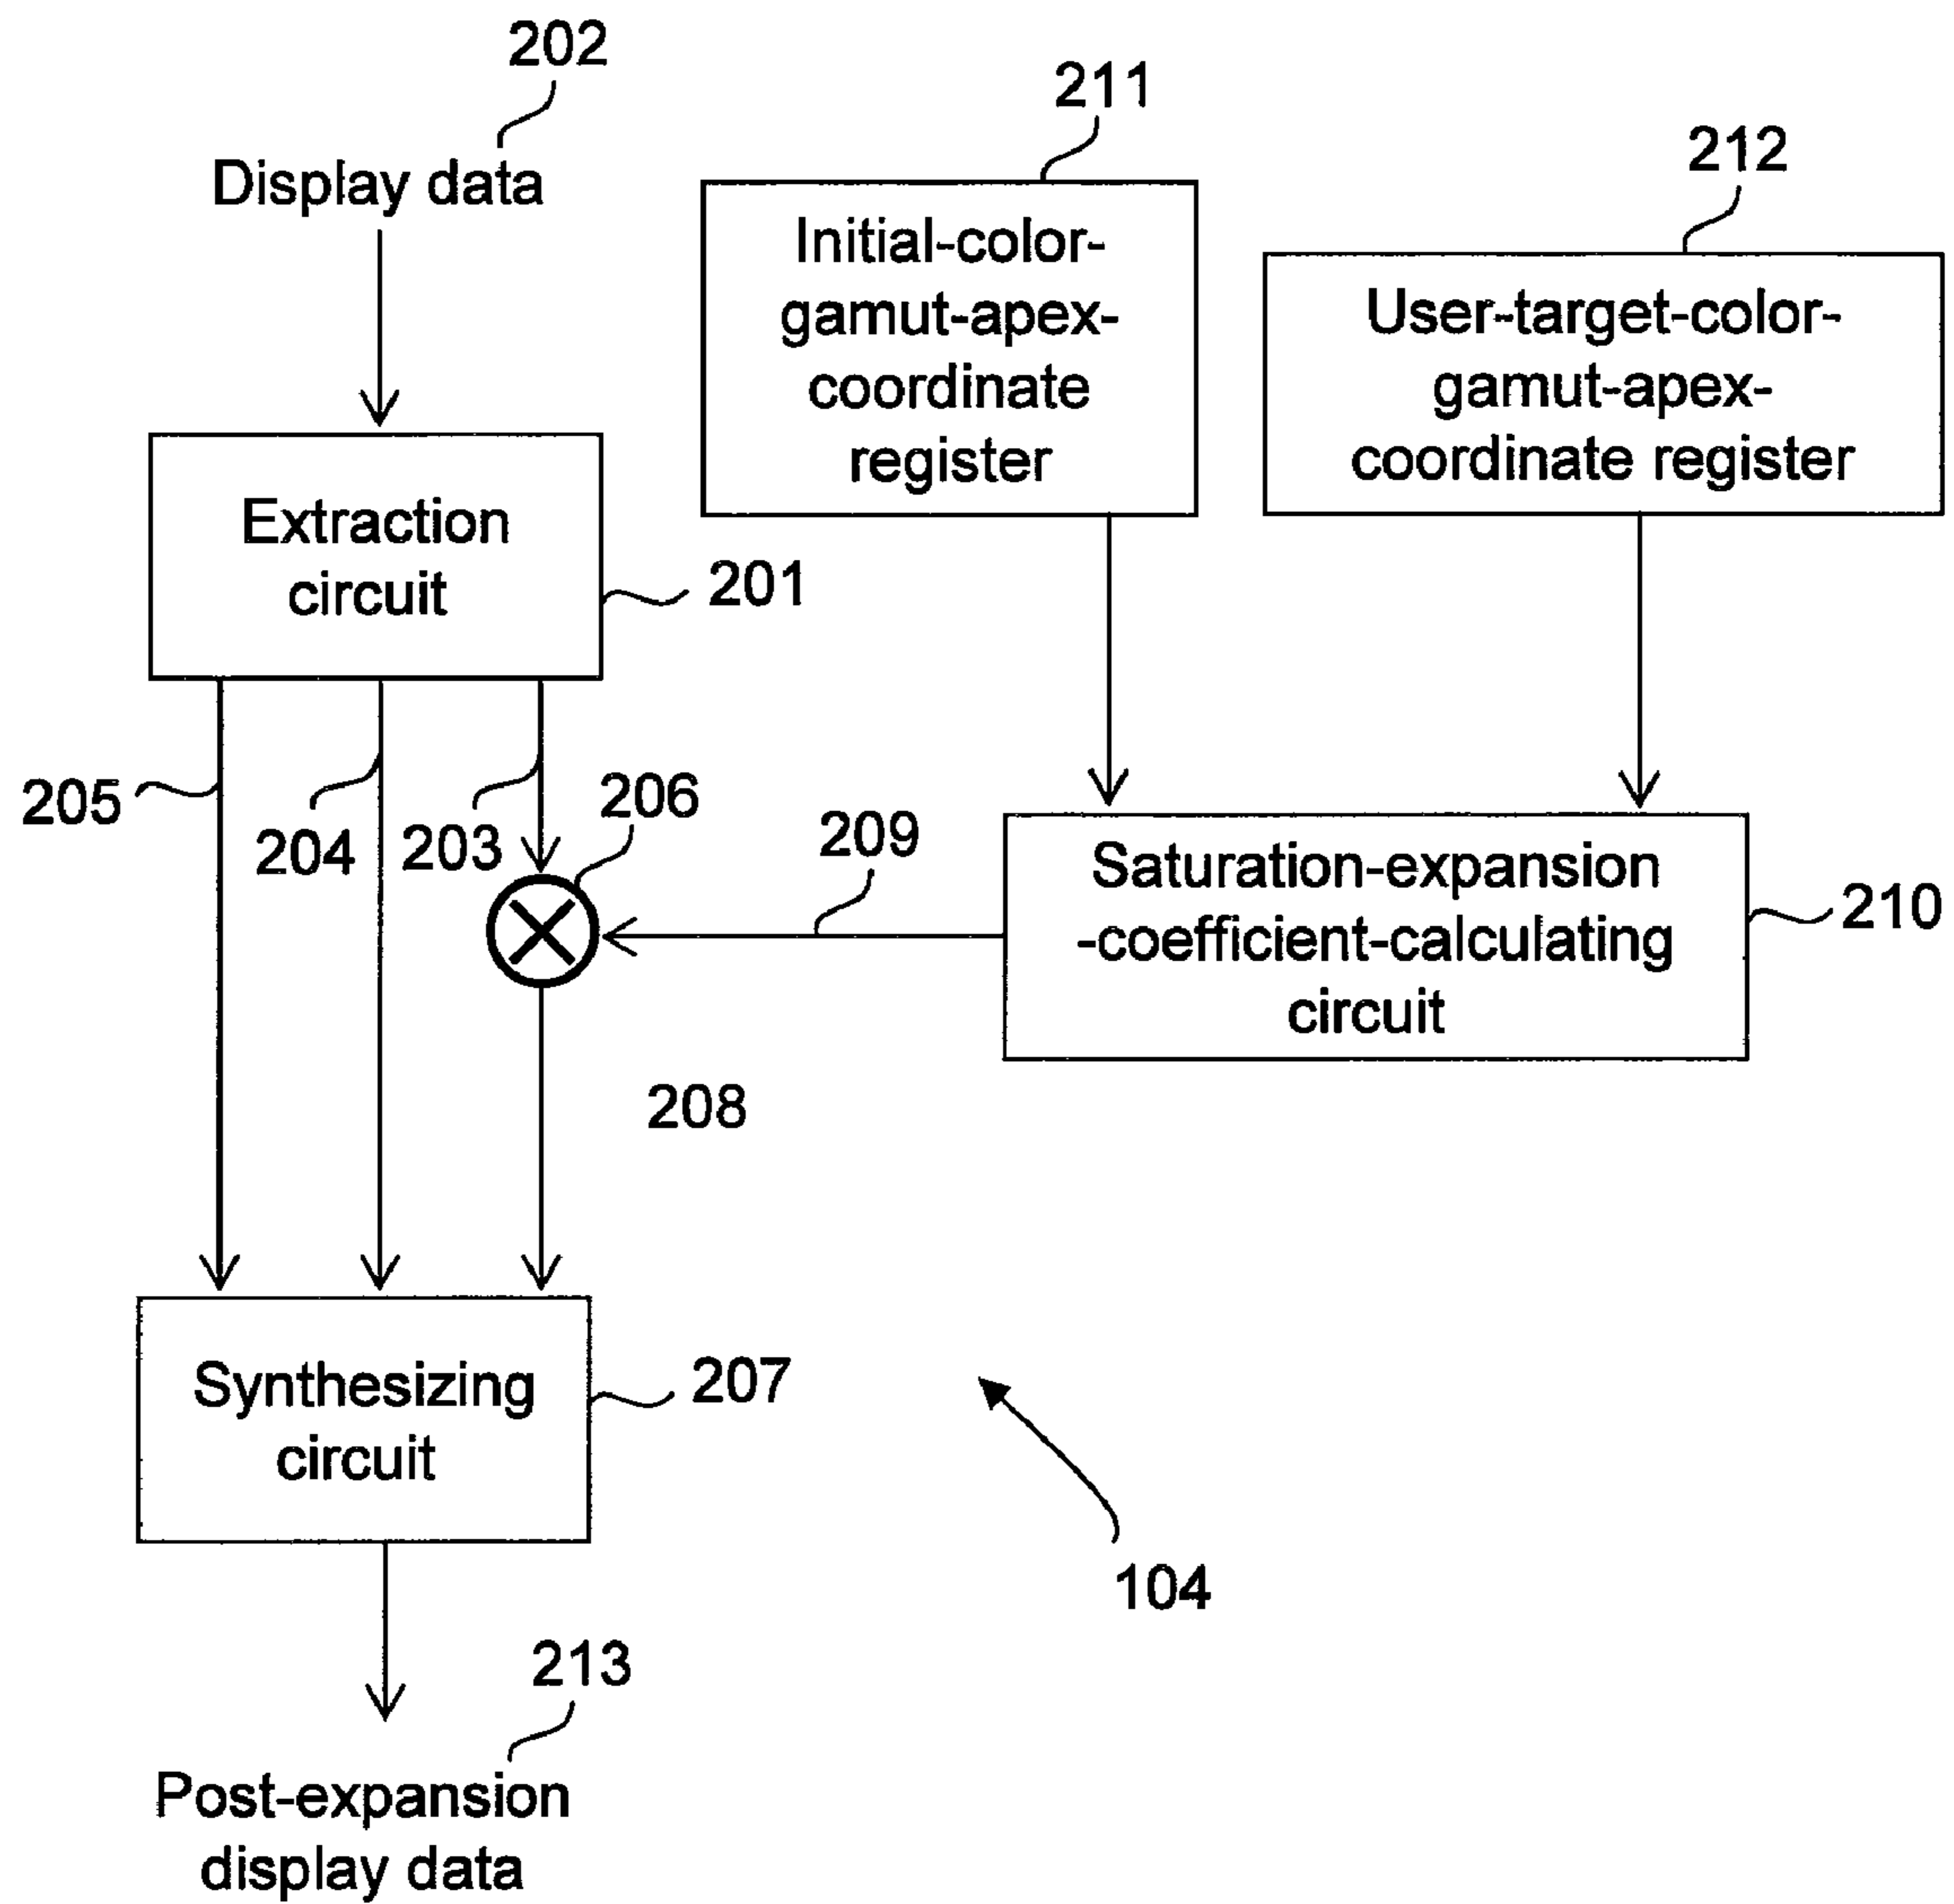 202
Display data
211
Initial-color-
gamut-apex-
coordinate
register
212
User-target-color-
gamut-apex-
coordinate register
Extraction
circuit
201
205
204
203
206
209
Saturation-expansion
-coefficient-calculating
circuit
210
208
Synthesizing
circuit
207
104
213
Post-expansion
display data